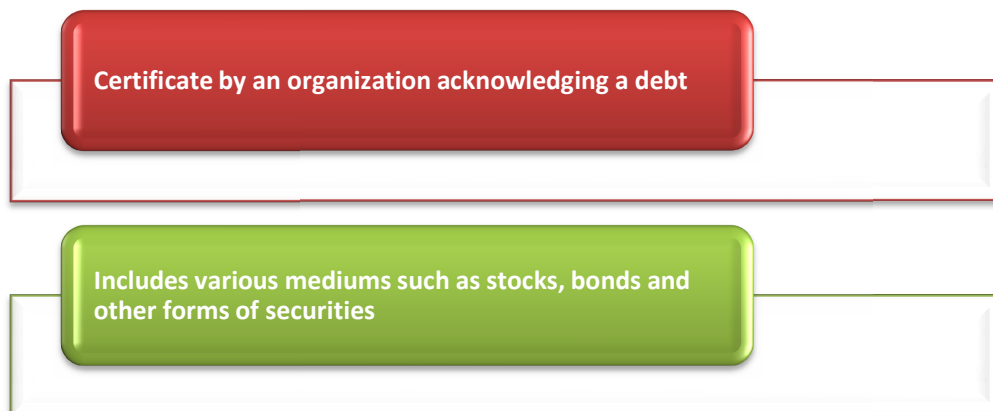 Certificate by an organization acknowledging a debt
Includes various mediums such as stocks, bonds and
other forms of securities